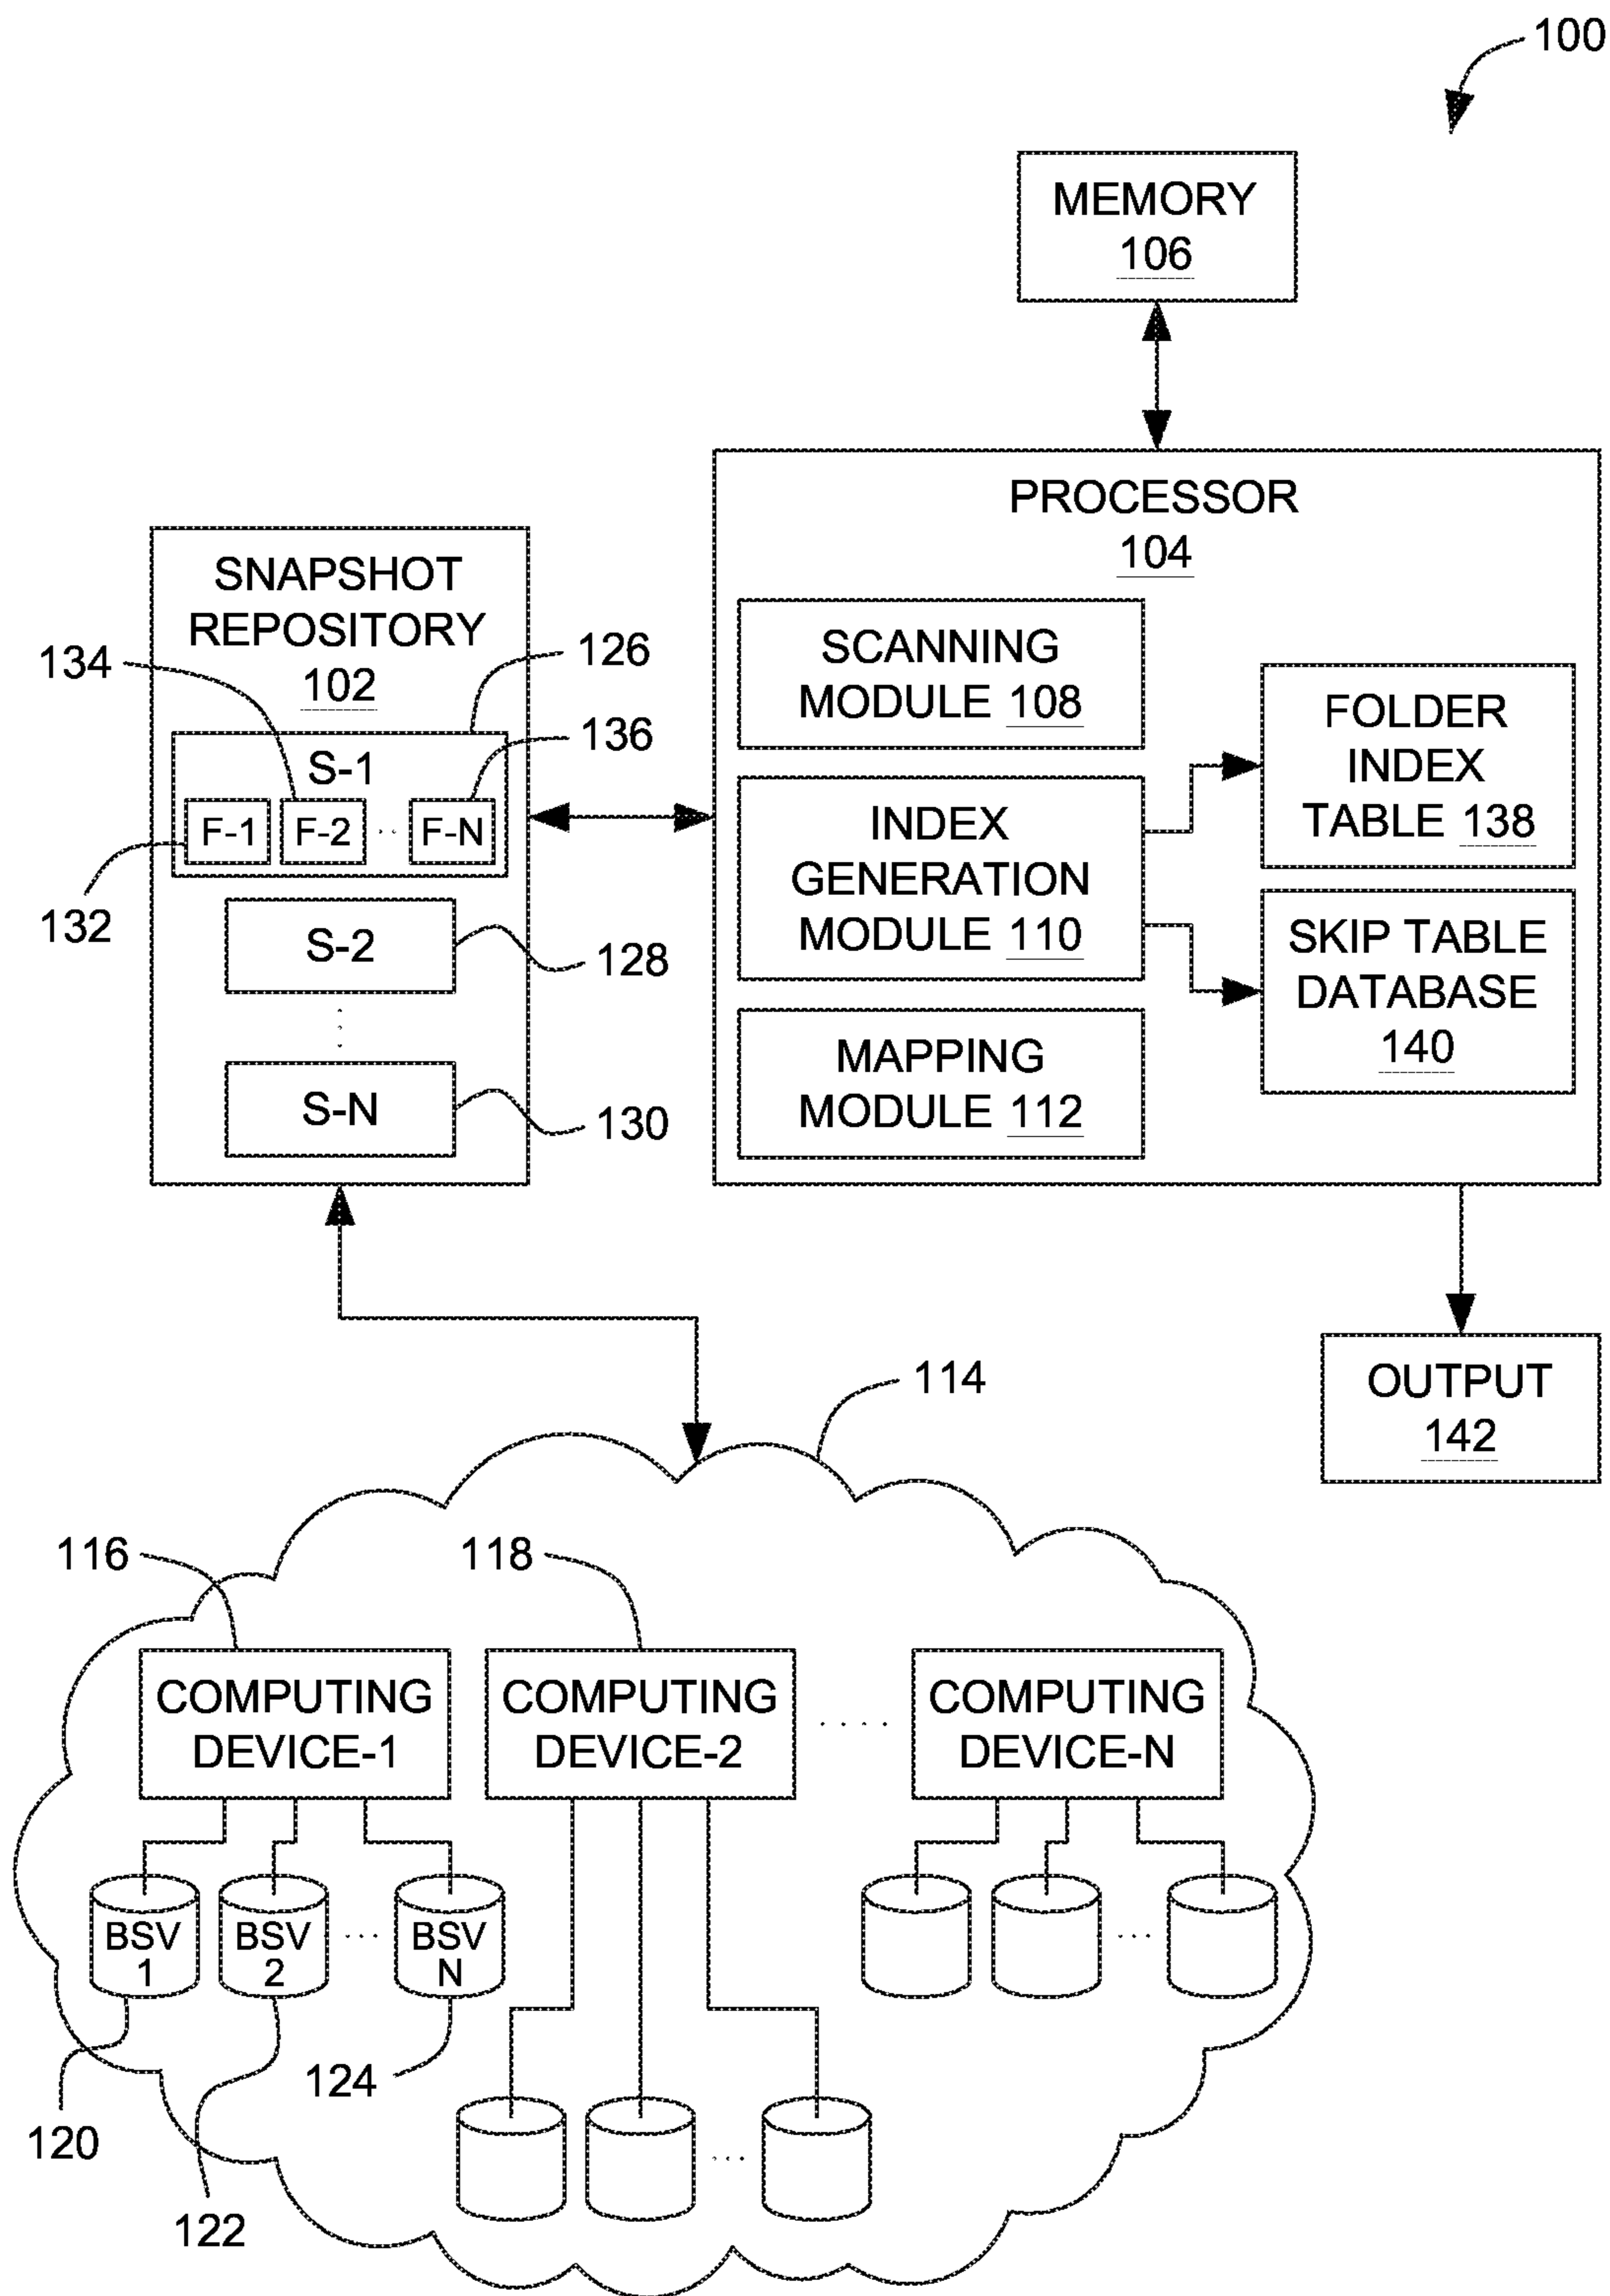 100
MEMORY
106
PROCESSOR
104
SNAPSHOT
REPOSITORY
102
134
126
136
S-1
F-1
F-2
F-N
132
S-2
128
S-N
130
SCANNING
MODULE 108
INDEX
GENERATION
MODULE 110
MAPPING
MODULE 112
FOLDER
INDEX
TABLE 138
SKIP TABLE
DATABASE
140
OUTPUT
142
114
116
118
COMPUTING
DEVICE-1
COMPUTING
DEVICE-2
COMPUTING
DEVICE-N
BSV
1
BSV
2
BSV
N
120
122
124